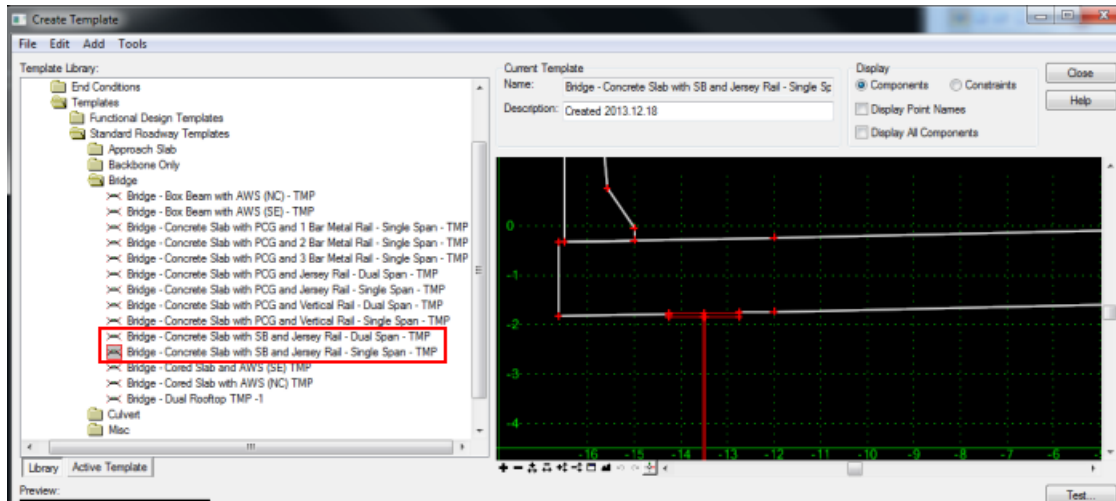 Create Template
File Edit Add Tools
Template Library:
End Conditions
Templates
Functional Design Templates
Standard Roadway Templates
Approach Slab
Backbone Only
Bridge
Bridge - Box Beam with AWS (NC) - TMP
Bridge - Box Beam with AWS (SE) - TMP
Bridge - Concrete Slab with PCG and 1 Bar Metal Rail - Single Span - TMP
Bridge - Concrete Slab with PCG and 2 Bar Metal Rail - Single Span - TMP
Bridge - Concrete Slab with PCG and 3 Bar Metal Rail - Single Span - TMP
Bridge - Concrete Slab with PCG and Jersey Rail - Dual Span - TMP
Bridge - Concrete Slab with PCG and Jersey Rail - Single Span - TMP
Bridge - Concrete Slab with PCG and Vertical Rail - Dual Span - TMP
Bridge - Concrete Slab with PCG and Vertical Rail - Single Span - TMP
Bridge - Concrete Slab with SB and Jersey Rail - Dual Span - TMP
Bridge - Concrete Slab with SB and Jersey Rail - Single Span - TMP
Bridge - Cored Slab and AWS (SE) TMP
Bridge - Cored Slab with AWS (NC) TMP
Bridge - Dual Rooftop TMP -1
Culvert
Misc
Library Active Template
Preview:
Current Template
Name: Bridge - Concrete Slab with SB and Jersey Rail - Single Sp
Description: Created 2013.12.18
Display
Components Constraints
Display Point Names
Display All Components
Close
Help
0
-1
-2
-3
-4
-16 -15 -14 -13 -12 -11 -10 -9 -8 -7 -6
Test...